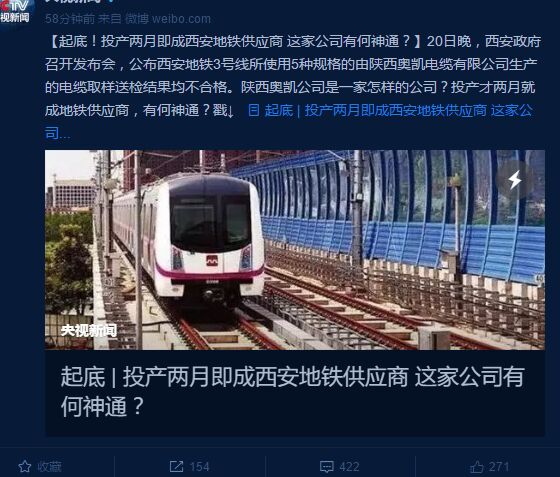 58分钟前 来自 微博 weibo.com
【起底！投产两月即成西安地铁供应商 这家公司有何神通？】20日晚，西安政府
召开发布会，公布西安地铁3号线所使用5种规格的由陕西奥凯电缆有限公司生产
的电缆取样送检结果均不合格。陕西奥凯公司是一家怎样的公司？投产才两月就
成地铁供应商，有何神通？戳↓ 起底 | 投产两月即成西安地铁供应商 这家公
司...
央视新闻
起底 | 投产两月即成西安地铁供应商 这家公司有
何神通？
收藏 154 422 271